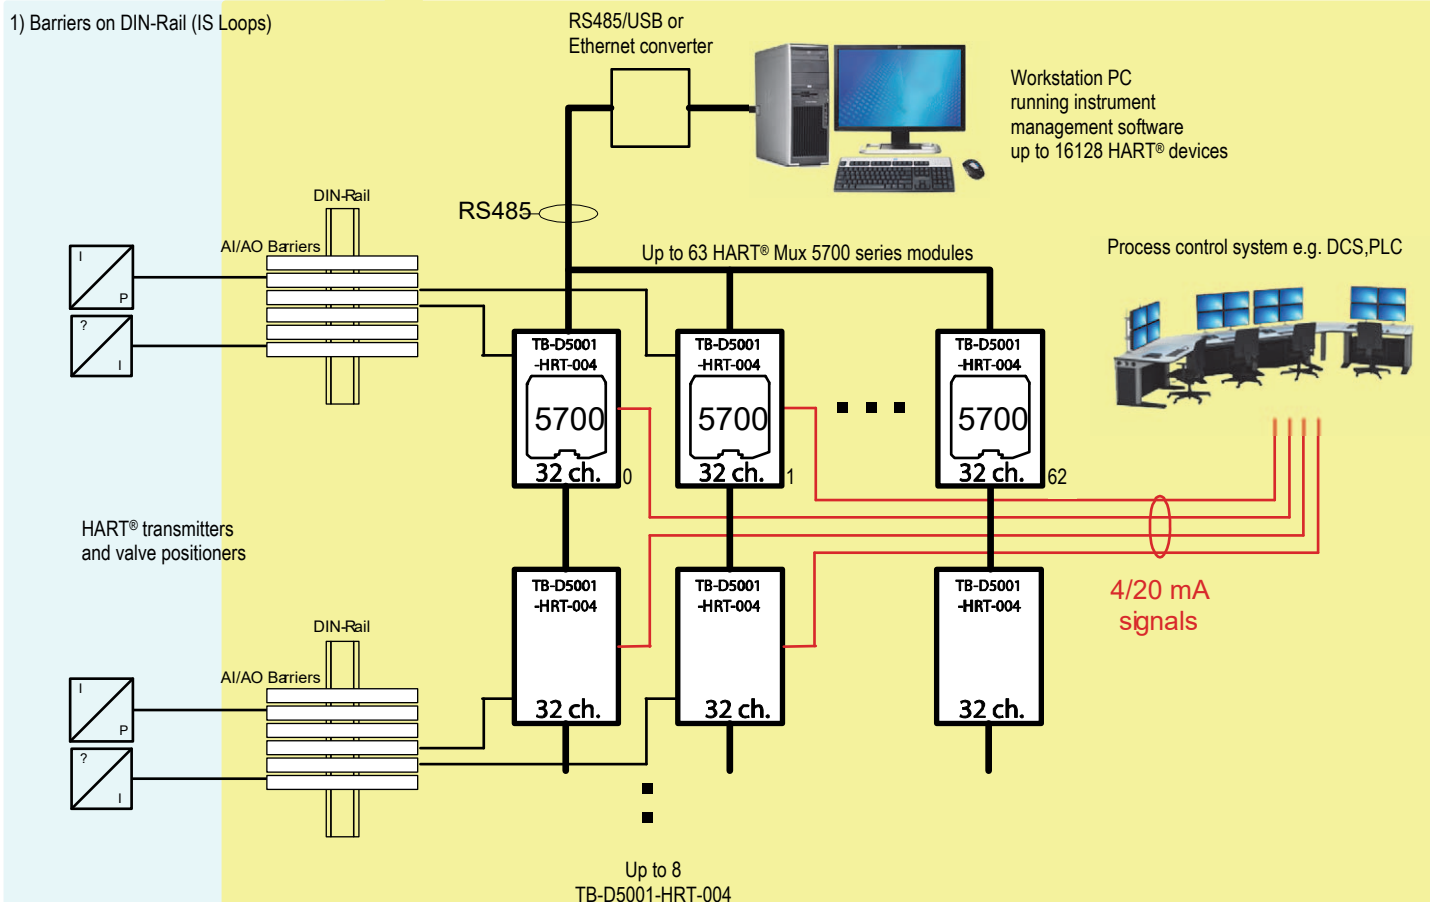 1) Barriers on DIN-Rail (IS Loops)
RS485/USB or
Ethernet converter
Workstation PC
running instrument
management software
up to 16128 HART® devices
DIN-Rail
RS485
AI/AO Barriers
Up to 63 HART® Mux 5700 series modules
Process control system e.g. DCS,PLC
I
P
?
I
TB-D5001
-HRT-004
5700
32 ch.
0
TB-D5001
-HRT-004
5700
32 ch.
1
TB-D5001
-HRT-004
5700
32 ch.
62
HART® transmitters
and valve positioners
4/20 mA
signals
TB-D5001
-HRT-004
32 ch.
TB-D5001
-HRT-004
32 ch.
TB-D5001
-HRT-004
32 ch.
DIN-Rail
AI/AO Barriers
I
P
?
I
Up to 8
TB-D5001-HRT-004